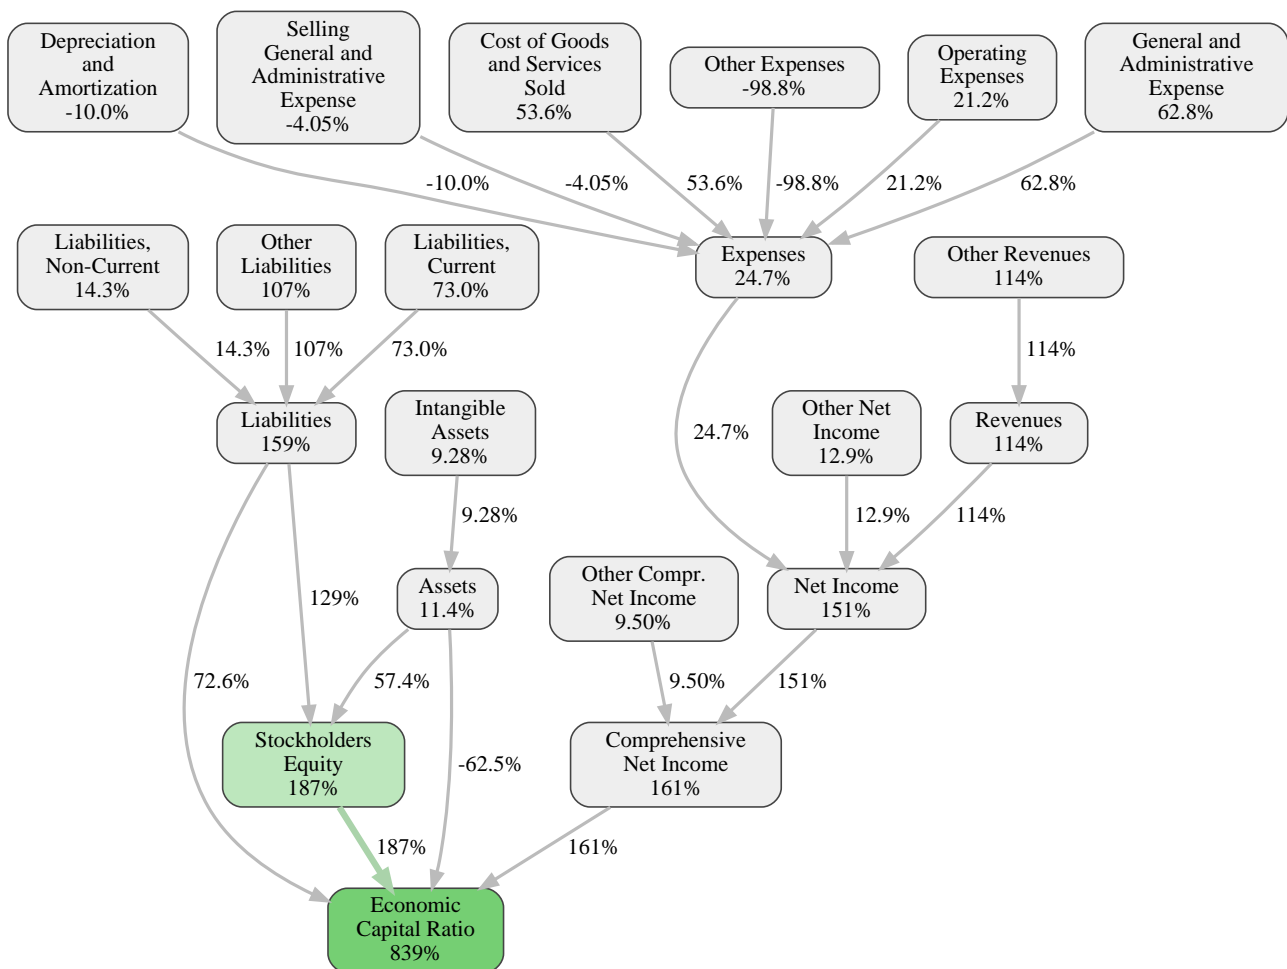 Depreciation
and
Amortization
-10.0%
Selling
General and
Administrative
Expense
-4.05%
Cost of Goods
and Services
Sold
53.6%
Other Expenses
-98.8%
Operating
Expenses
21.2%
General and
Administrative
Expense
62.8%
-10.0%
-4.05%
53.6%
-98.8%
21.2%
62.8%
Liabilities,
Non-Current
14.3%
Other
Liabilities
107%
Liabilities,
Current
73.0%
Expenses
24.7%
Other Revenues
114%
14.3%
107%
73.0%
114%
Liabilities
159%
Intangible
Assets
9.28%
24.7%
Other Net
Income
12.9%
Revenues
114%
9.28%
12.9%
114%
129%
Assets
11.4%
Other Compr.
Net Income
9.50%
Net Income
151%
72.6%
57.4%
9.50%
151%
Stockholders
Equity
187%
-62.5%
Comprehensive
Net Income
161%
187%
161%
Economic
Capital Ratio
839%